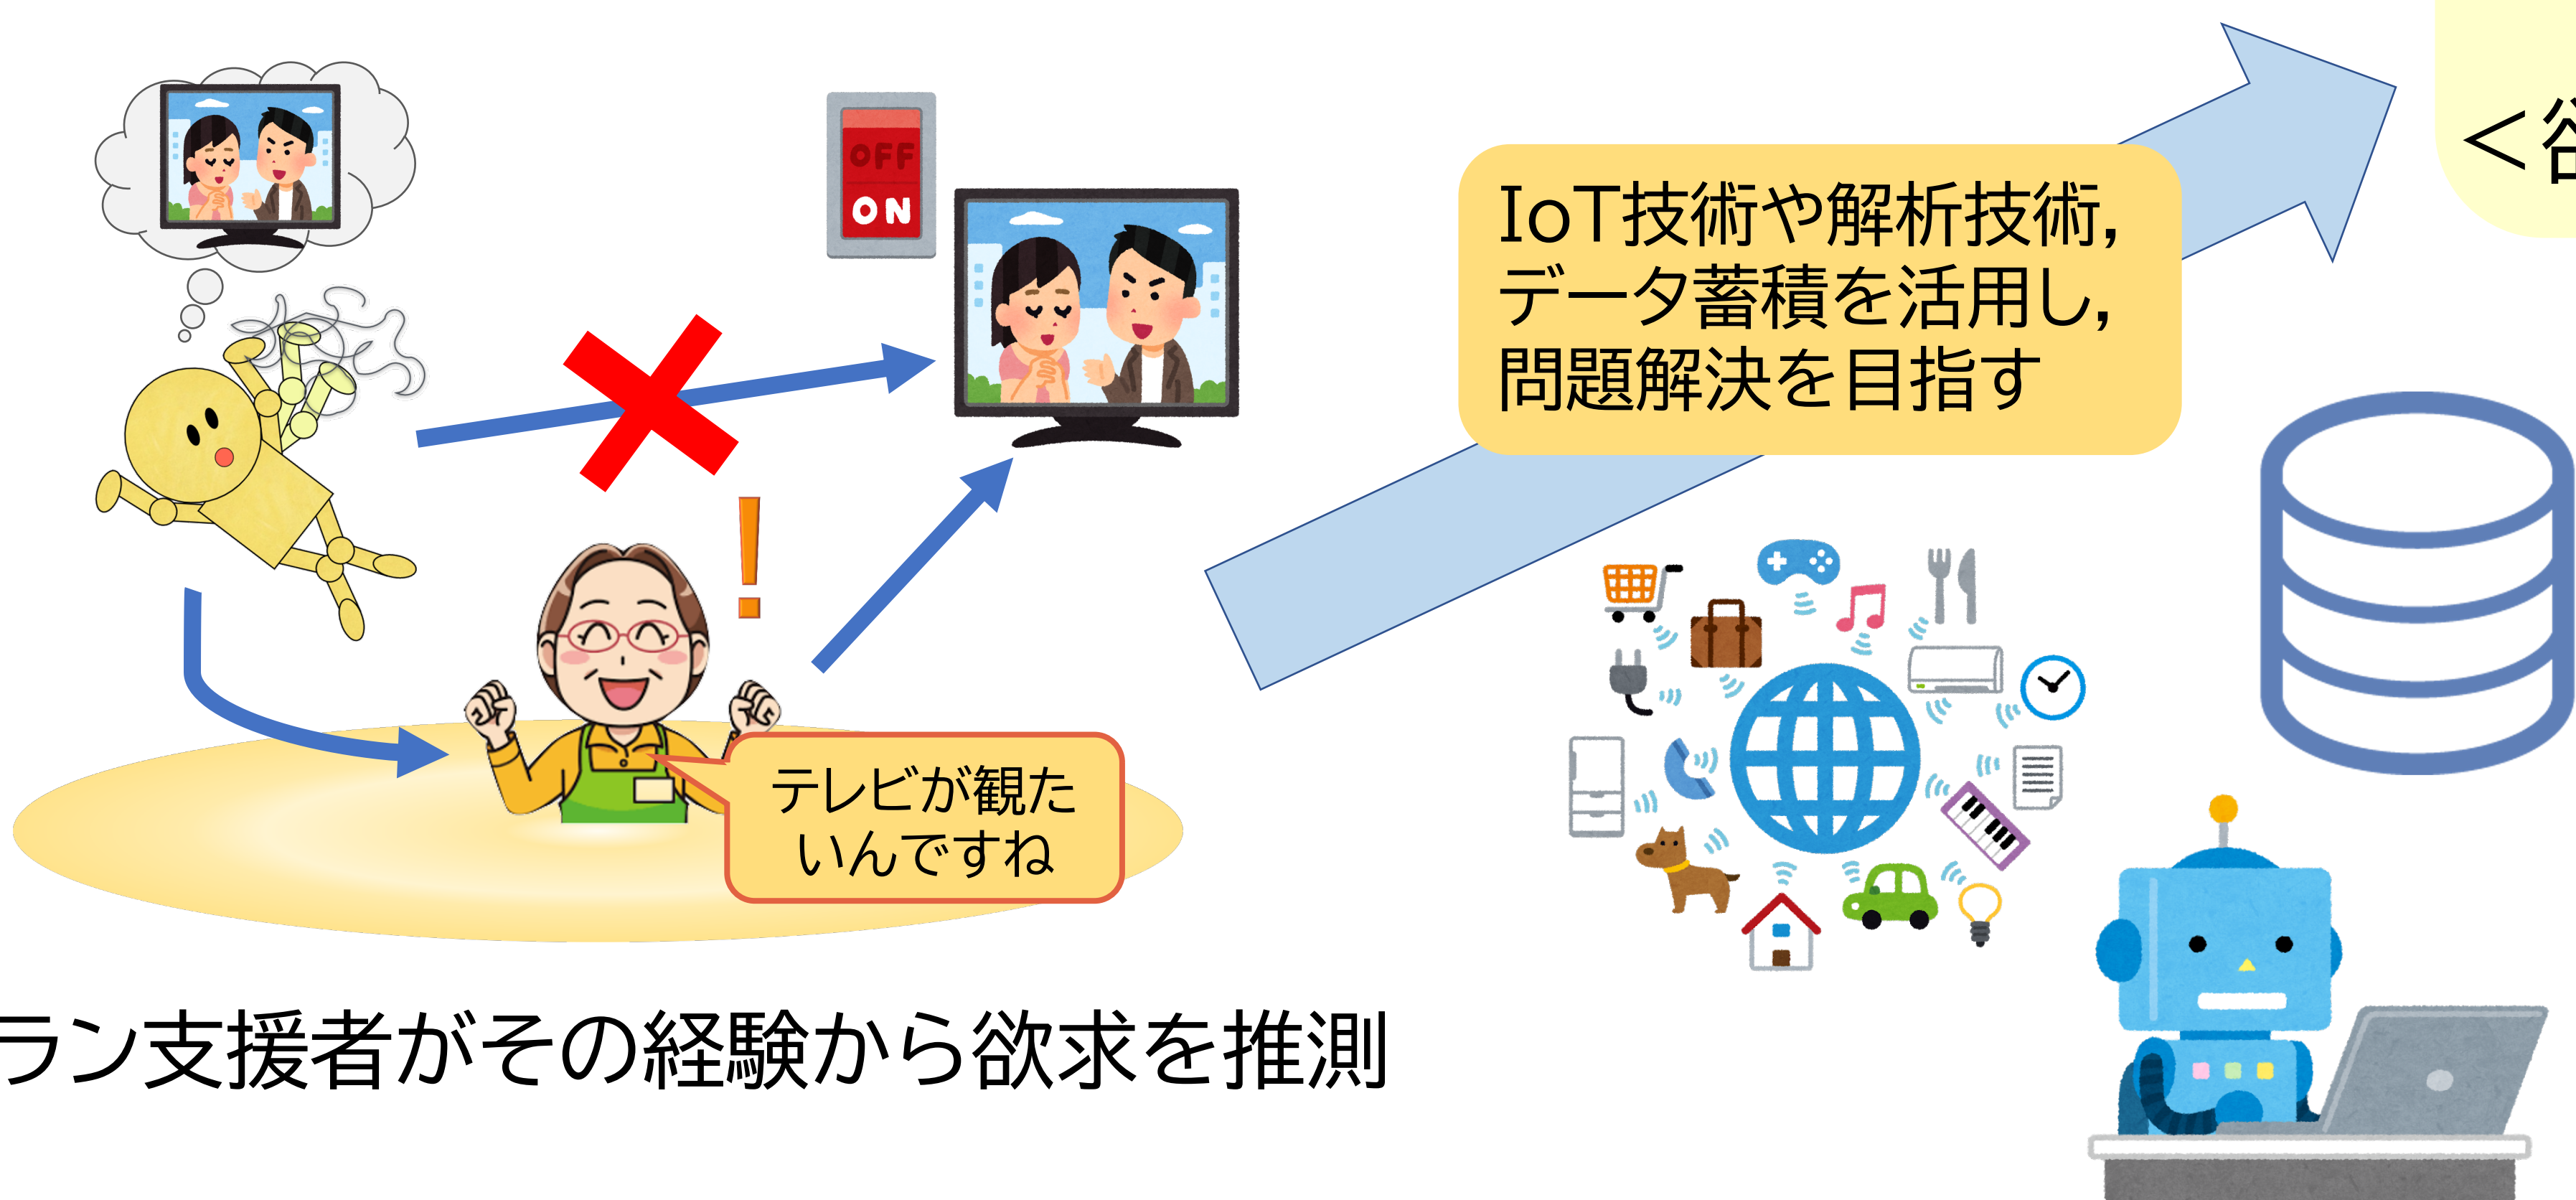 OFF
ON
IoT技術や解析技術,
データ蓄積を活用し,
問題解決を目指す
テレビが観た
いんですね
ラン支援者がその経験から欲求を推測